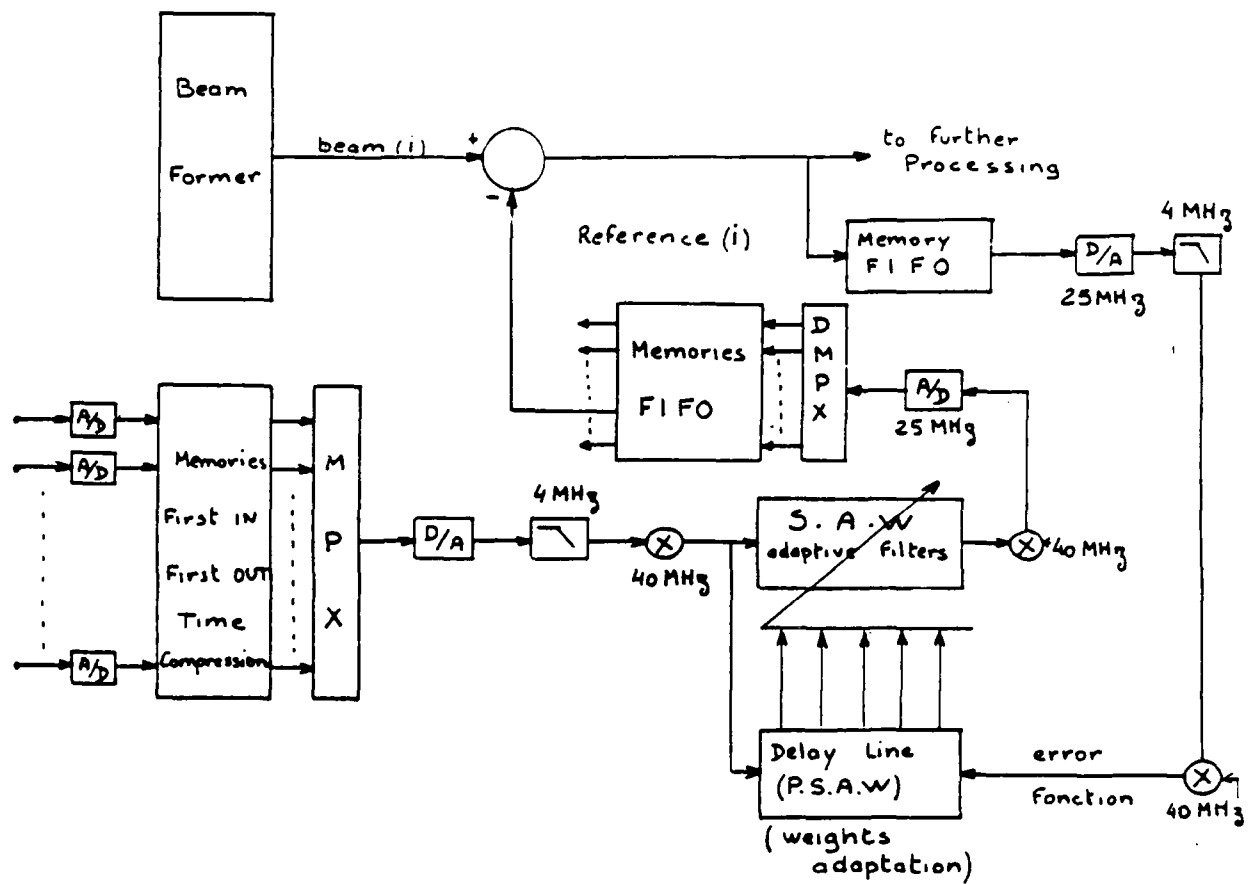 Beam
Former
beam (i)
+
-
to further
Processing
Reference (i)
Memory
FIFO
D/A
25 MHz
4 MHz
Memories
FIFO
D
M
P
X
A/D
25 MHz
A/D
A/D
A/D
Memories
First IN
First OUT
Time
Compression
M
P
X
D/A
4 MHz
X
40 MHz
S.A.W
adaptive filters
X
40 MHz
Delay Line
(P.S.A.W)
(weights
adaptation)
error
fonction
X
40 MHz